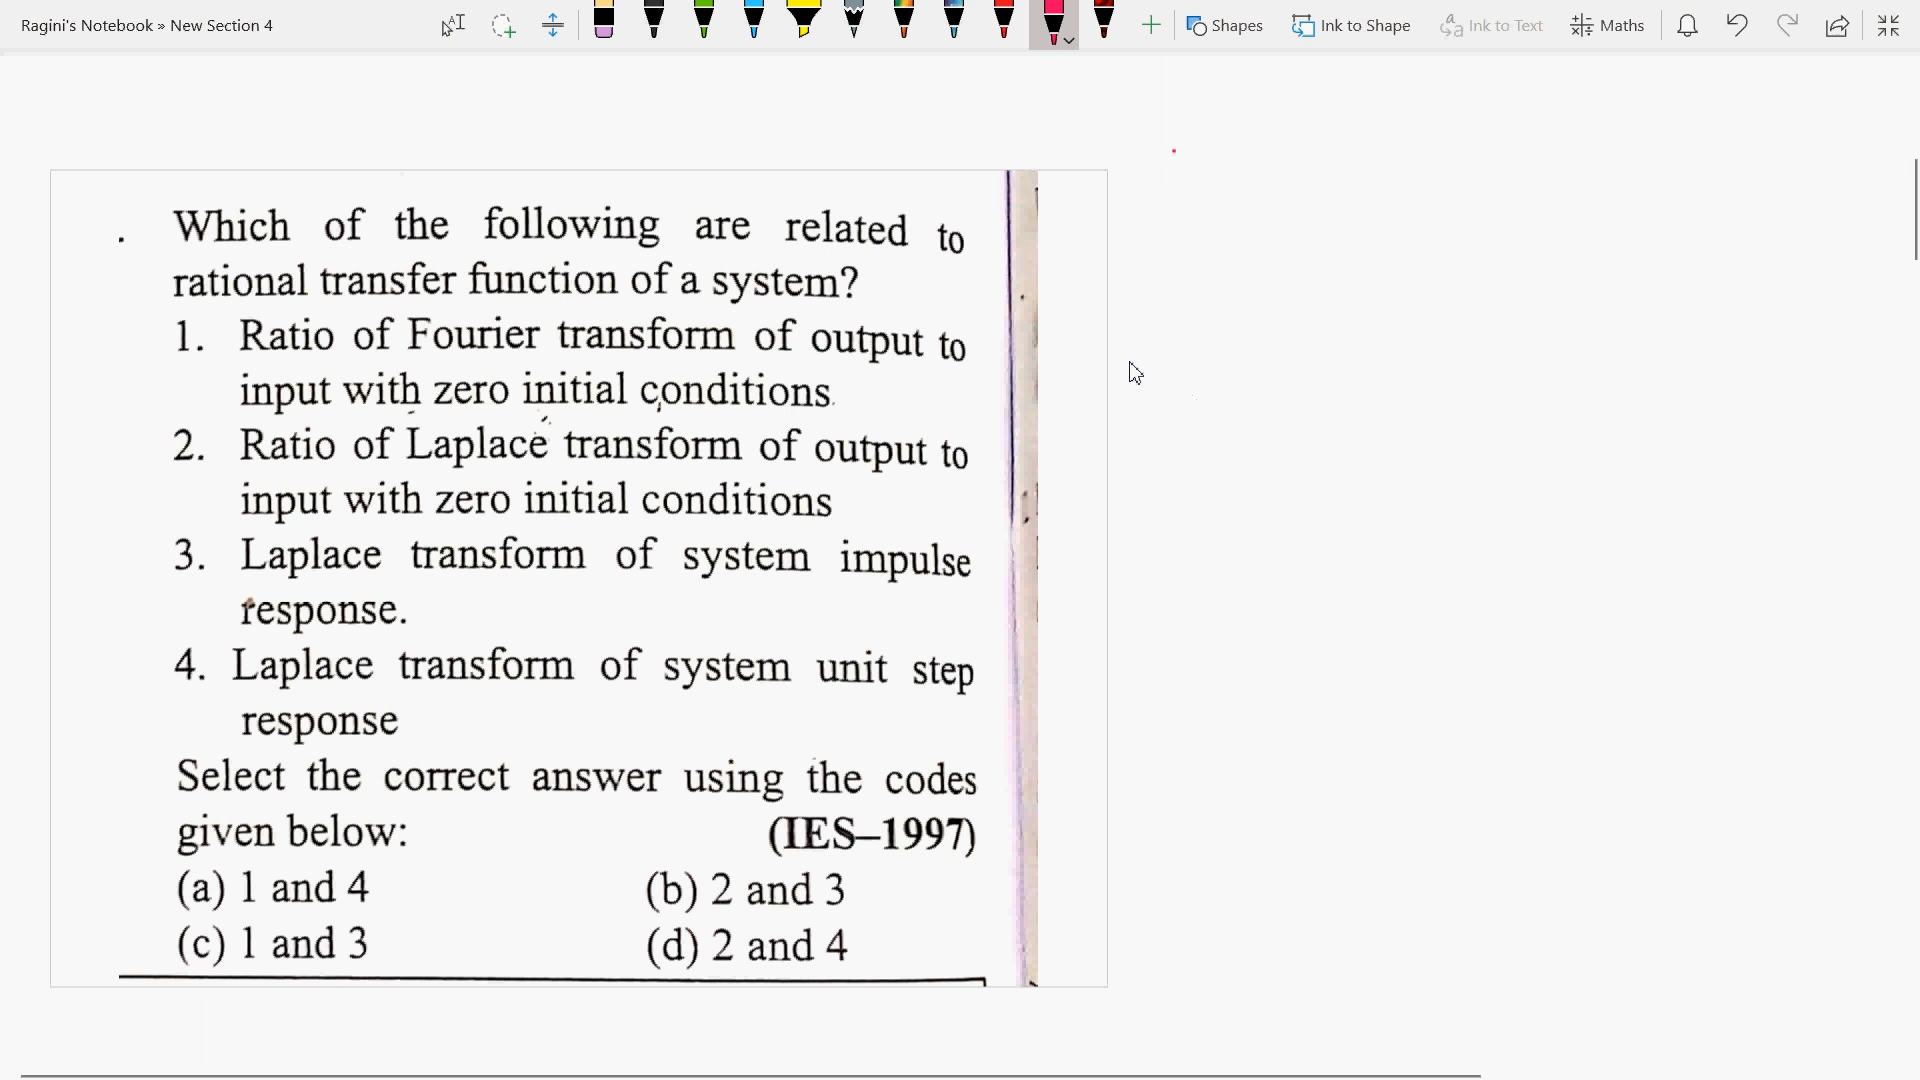 Ragini's Notebook » New Section 4
Shapes
Ink to Shape
Ink to Text
Maths
. Which of the following are related to
rational transfer function of a system?
1. Ratio of Fourier transform of output to
input with zero initial conditions.
2. Ratio of Laplace transform of output to
input with zero initial conditions
3. Laplace transform of system impulse
response.
4. Laplace transform of system unit step
response
Select the correct answer using the codes
given below: (IES–1997)
(a) 1 and 4 (b) 2 and 3
(c) 1 and 3 (d) 2 and 4